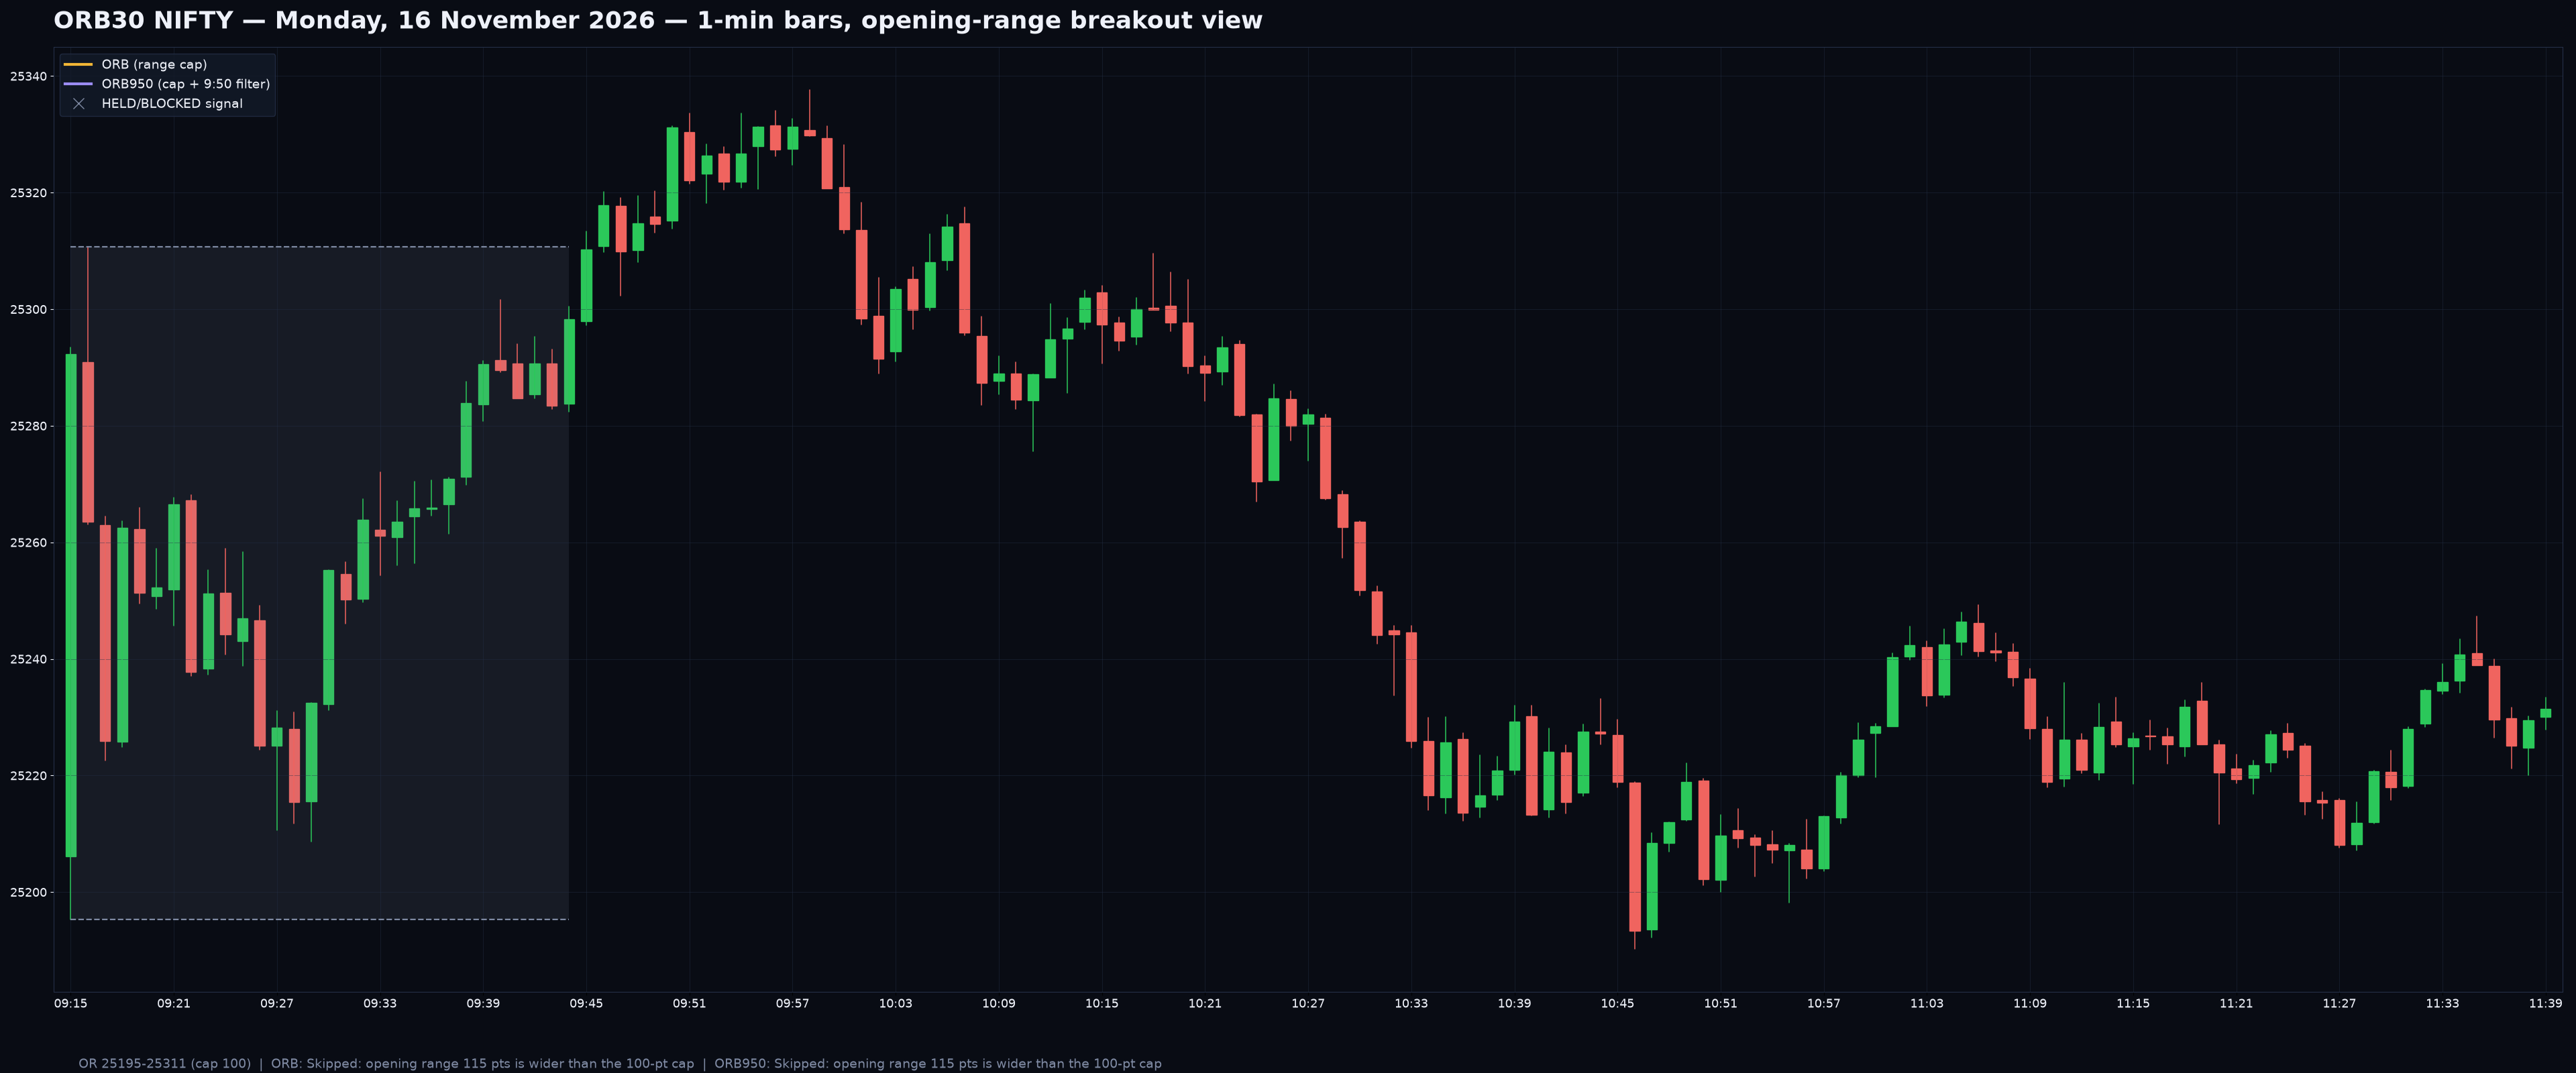 ORB30 NIFTY — Monday, 16 November 2026 — 1-min bars, opening-range breakout view
ORB (range cap)
ORB950 (cap + 9:50 filter)
HELD/BLOCKED signal
25340
25320
25300
25280
25260
25240
25220
25200
09:15 09:21 09:27 09:33 09:39 09:45 09:51 09:57 10:03 10:09 10:15 10:21 10:27 10:33 10:39 10:45 10:51 10:57 11:03 11:09 11:15 11:21 11:27 11:33 11:39
OR 25195-25311 (cap 100) | ORB: Skipped: opening range 115 pts is wider than the 100-pt cap | ORB950: Skipped: opening range 115 pts is wider than the 100-pt cap